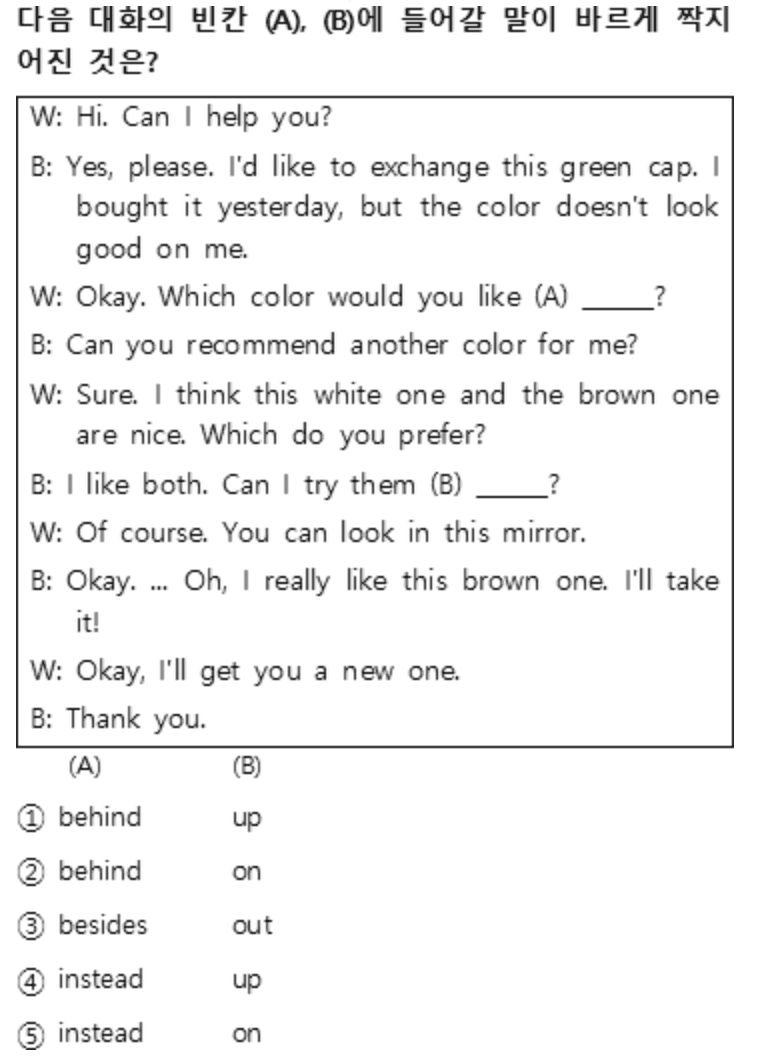 다음 대화의 빈칸 (A), (B)에 들어갈 말이 바르게 짝지
어진 것은?
W: Hi. Can I help you?
B: Yes, please. I'd like to exchange this green cap. I
bought it yesterday, but the color doesn't look
good on me.
W: Okay. Which color would you like (A) _____?
B: Can you recommend another color for me?
W: Sure. I think this white one and the brown one
are nice. Which do you prefer?
B: I like both. Can I try them (B) _____?
W: Of course. You can look in this mirror.
B: Okay. ... Oh, I really like this brown one. I'll take
it!
W: Okay, I'll get you a new one.
B: Thank you.
(A) (B)
① behind up
② behind on
③ besides out
④ instead up
⑤ instead on